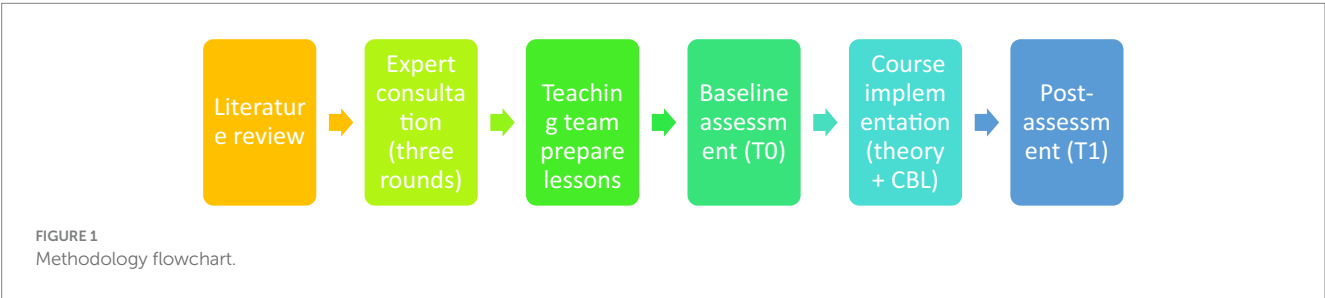 Literatur
e review
Expert
consulta
tion
(three
rounds)
Teachin
g team
prepare
lessons
Baseline
assessm
ent (T0)
Course
implem
entation
(theory
+ CBL)
Post-
assessm
ent (T1)
FIGURE 1
Methodology flowchart.